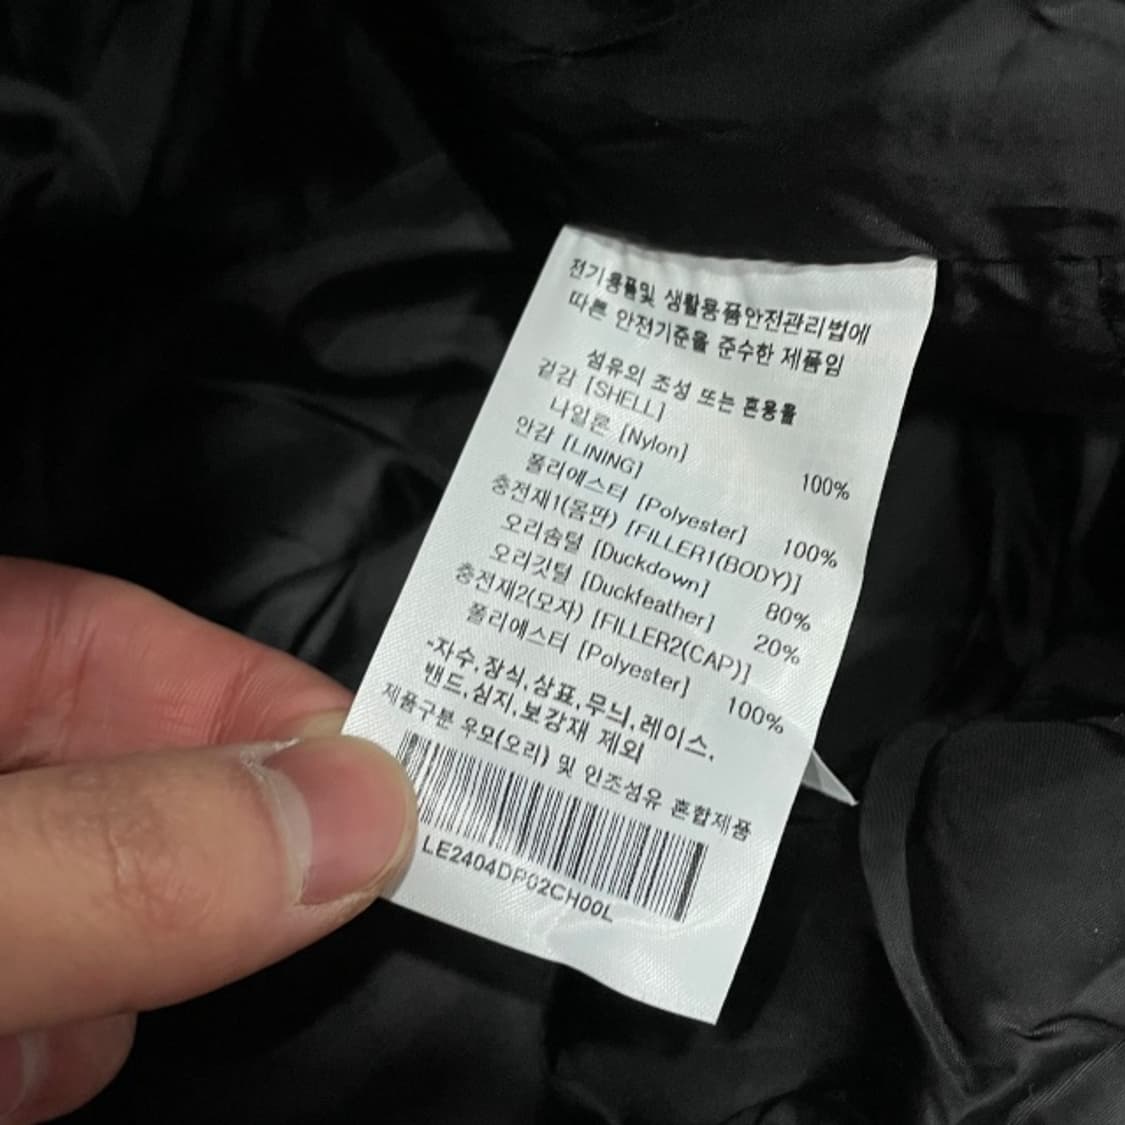 전기용품및 생활용품안전관리법에
따른 안전기준을 준수한 제품임
섬유의 조성 또는 혼용율
겉감 [SHELL]
나일론 [Nylon] 100%
안감 [LINING]
폴리에스터 [Polyester] 100%
충전재1(몸판) [FILLER1(BODY)]
오리솜털 [Duckdown] 80%
오리깃털 [Duckfeather] 20%
충전재2(모자) [FILLER2(CAP)]
폴리에스터 [Polyester] 100%
-자수,장식,상표,무늬,레이스.
밴드,심지,보강재 제외
제품구분 우모(오리) 및 인조섬유 혼합제품
LE2404DP02CH00L